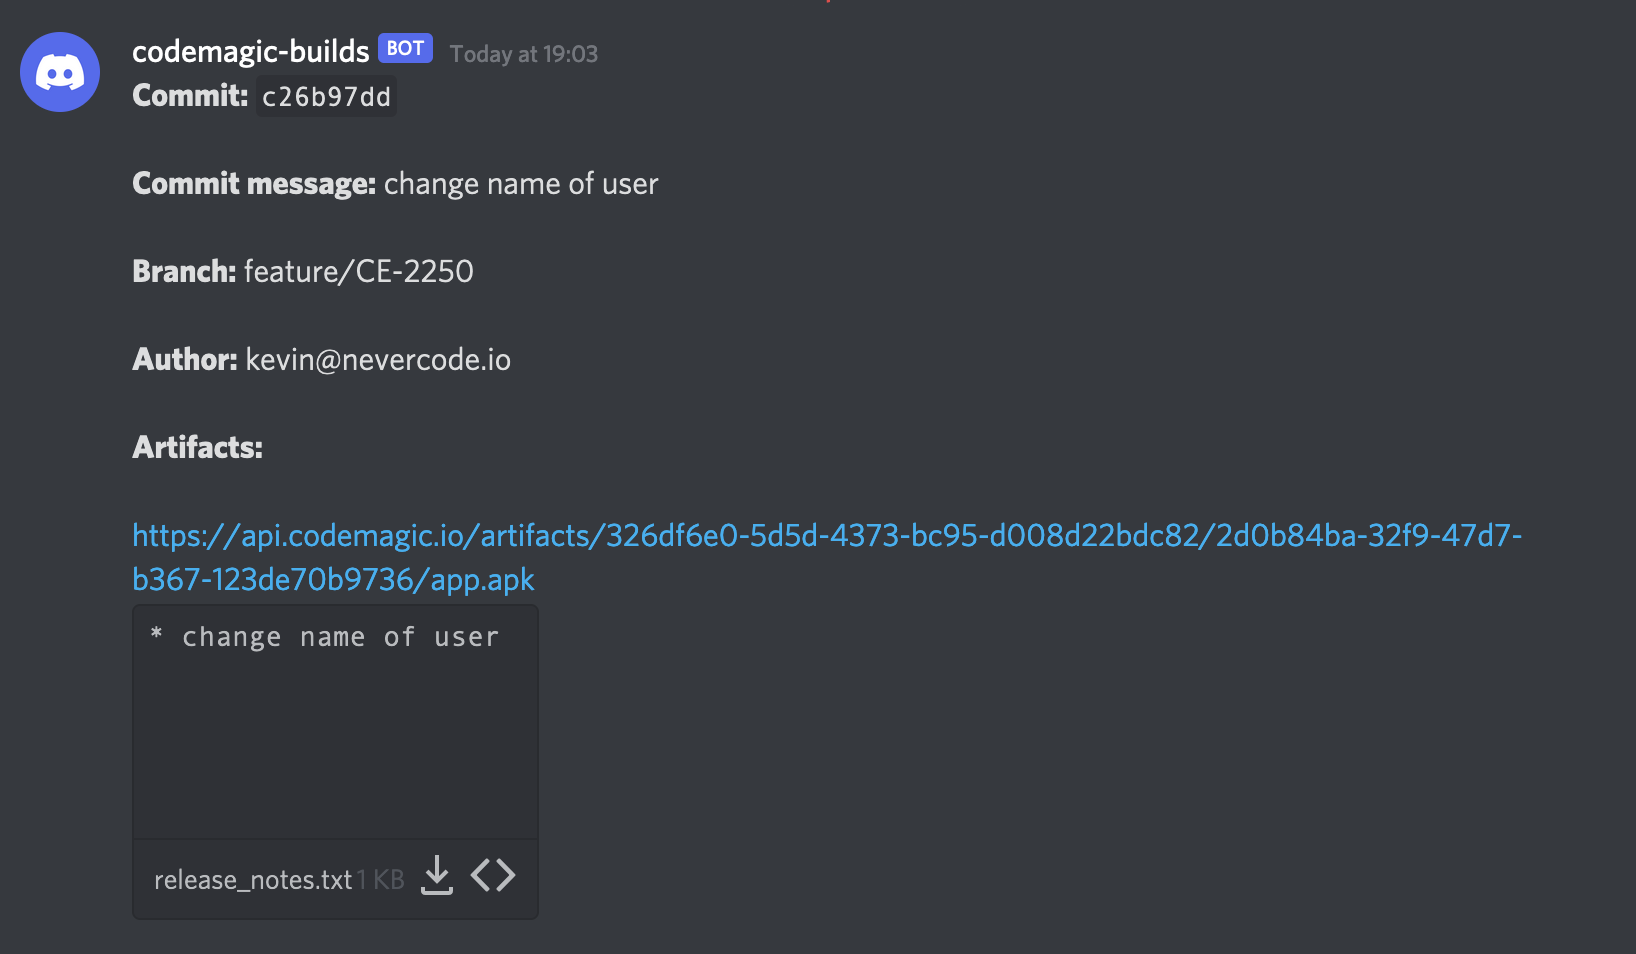 codemagic-builds BOT Today at 19:03
Commit: c26b97dd
Commit message: change name of user
Branch: feature/CE-2250
Author: kevin@nevercode.io
Artifacts:
https://api.codemagic.io/artifacts/326df6e0-5d5d-4373-bc95-d008d22bdc82/2d0b84ba-32f9-47d7-
b367-123de70b9736/app.apk
* change name of user
release_notes.txt 1 KB